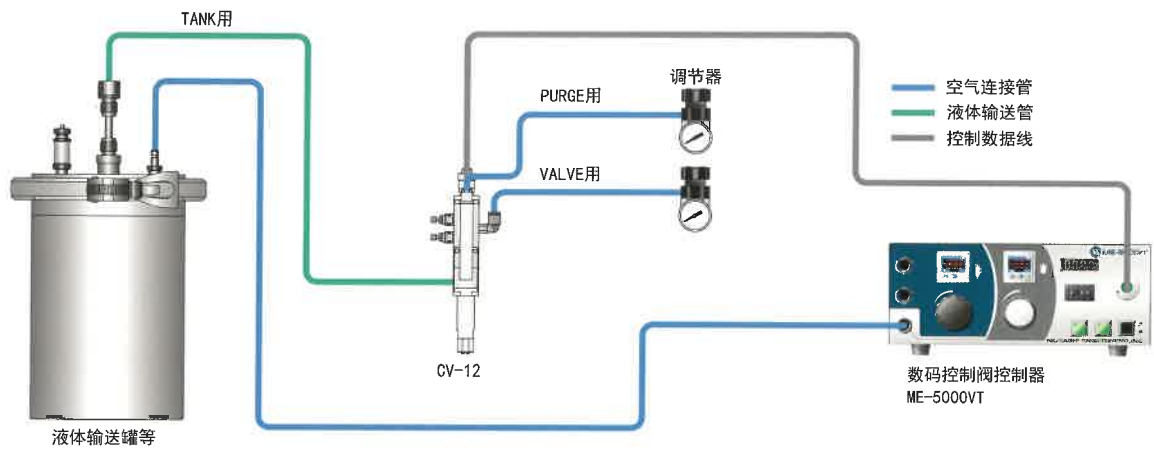 TANK用
调节器
PURGE用
VALVE用
空气连接管
液体输送管
控制数据线
CV-12
数码控制阀控制器
ME-5000VT
液体输送罐等